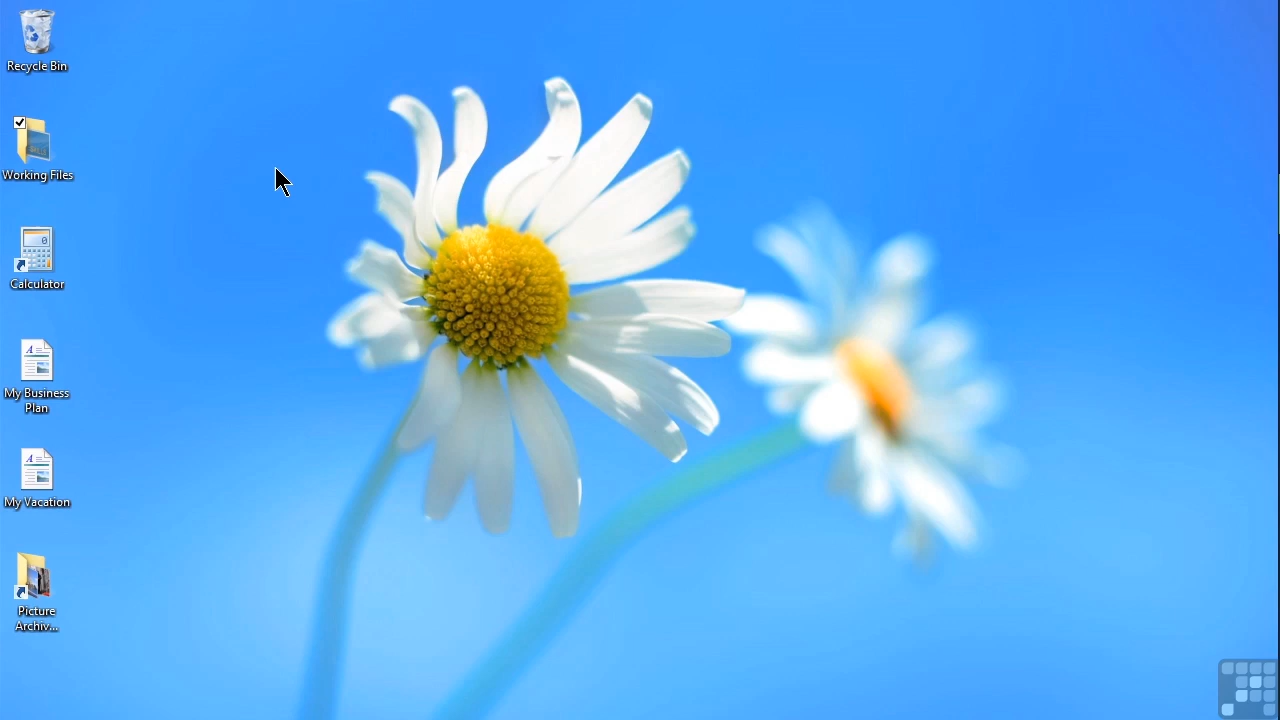 Recycle Bin
Working Files
Calculator
My Business
Plan
My Vacation
Picture
Archiv...